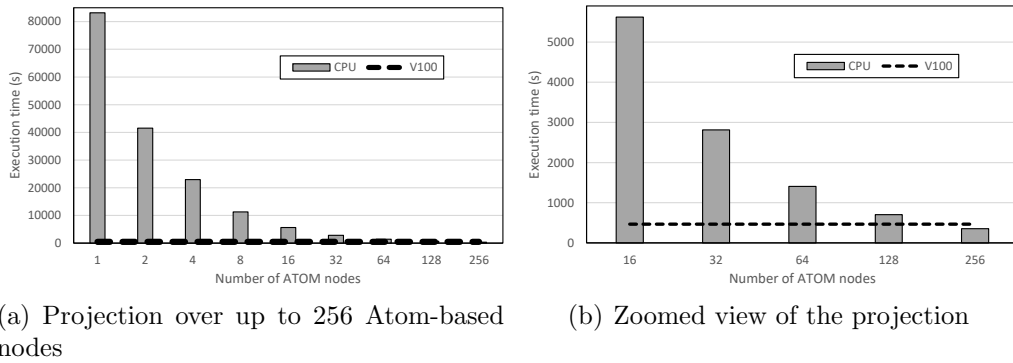 80000
70000
60000
50000
40000
30000
20000
10000
0
Execution time (s)
CPU V100
1 2 4 8 16 32 64 128 256
Number of ATOM nodes
(a) Projection over up to 256 Atom-based
nodes
5000
4000
3000
2000
1000
0
Execution time (s)
CPU V100
16 32 64 128 256
Number of ATOM nodes
(b) Zoomed view of the projection